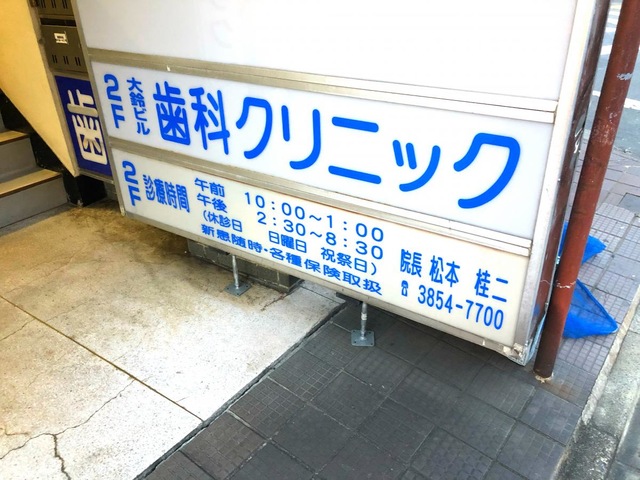 2F 大鈴ビル 歯科クリニック
2F 診療時間
午前 10:00〜1:00
午後 2:30〜8:30
(休診日 日曜日 祝祭日)
新患随時・各種保険取扱
院長 松本 桂二
☎ 3854-7700
歯